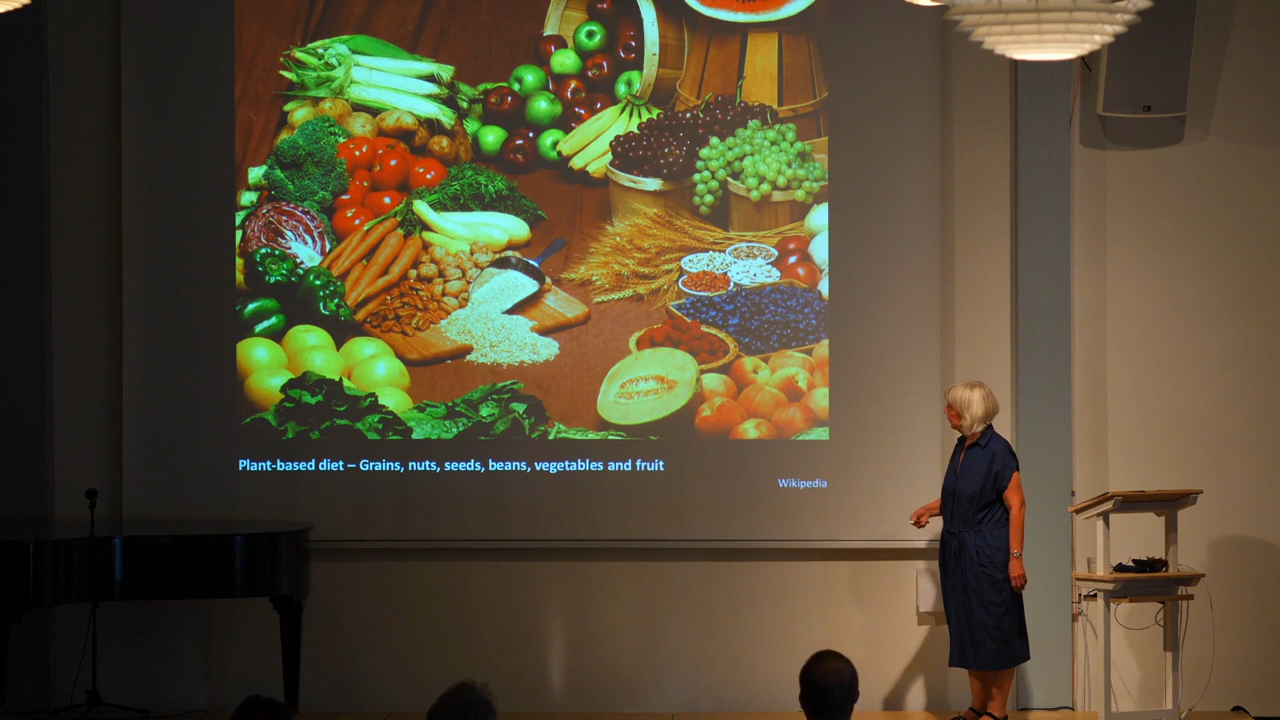 Plant-based diet – Grains, nuts, seeds, beans, vegetables and fruit
Wikipedia